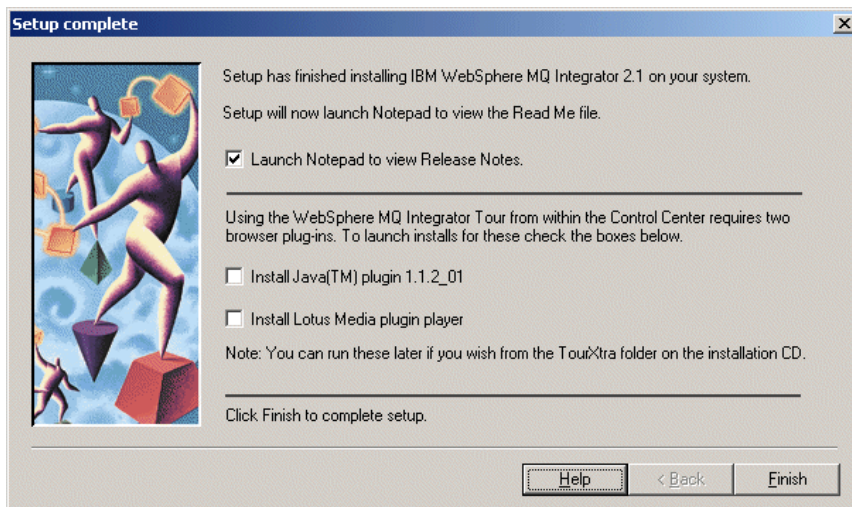 Setup complete
Setup has finished installing IBM WebSphere MQ Integrator 2.1 on your system.
Setup will now launch Notepad to view the Read Me file.
Launch Notepad to view Release Notes.
Using the WebSphere MQ Integrator Tour from within the Control Center requires two
browser plug-ins. To launch installs for these check the boxes below.
Install Java(TM) plugin 1.1.2_01
Install Lotus Media plugin player
Note: You can run these later if you wish from the TourXtra folder on the installation CD.
Click Finish to complete setup.
Help
< Back
Finish